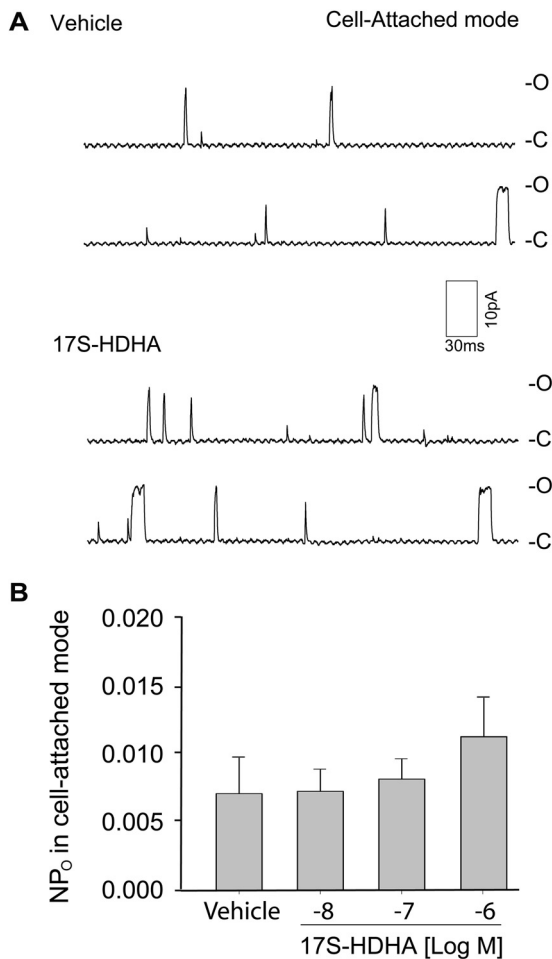 A Vehicle Cell-Attached mode
-O
-C
-O
-C
10pA
30ms
17S-HDHA
-O
-C
-O
-C
B
NPO in cell-attached mode
0.020
0.015
0.010
0.005
0.000
Vehicle -8 -7 -6
17S-HDHA [Log M]